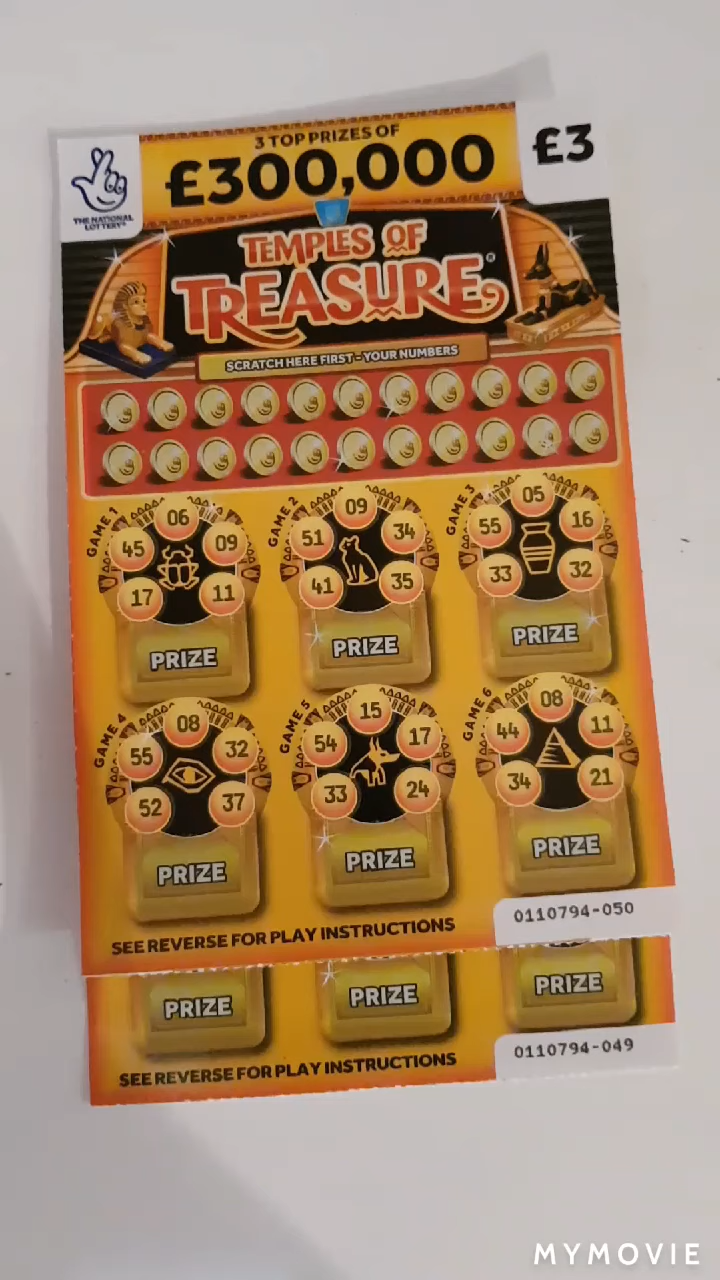 3 TOP PRIZES OF
£300,000
£3
THE NATIONAL
LOTTERY®
TEMPLES OF
TREASURE®
SCRATCH HERE FIRST - YOUR NUMBERS
GAME 1
06
45
09
17
11
PRIZE
GAME 2
09
51
34
41
35
PRIZE
GAME 3
05
55
16
33
32
PRIZE
GAME 4
08
55
32
52
37
PRIZE
GAME 5
15
54
17
33
24
PRIZE
GAME 6
08
44
11
34
21
PRIZE
SEE REVERSE FOR PLAY INSTRUCTIONS
0110794-050
PRIZE
PRIZE
PRIZE
SEE REVERSE FOR PLAY INSTRUCTIONS
0110794-049
MYMOVIE